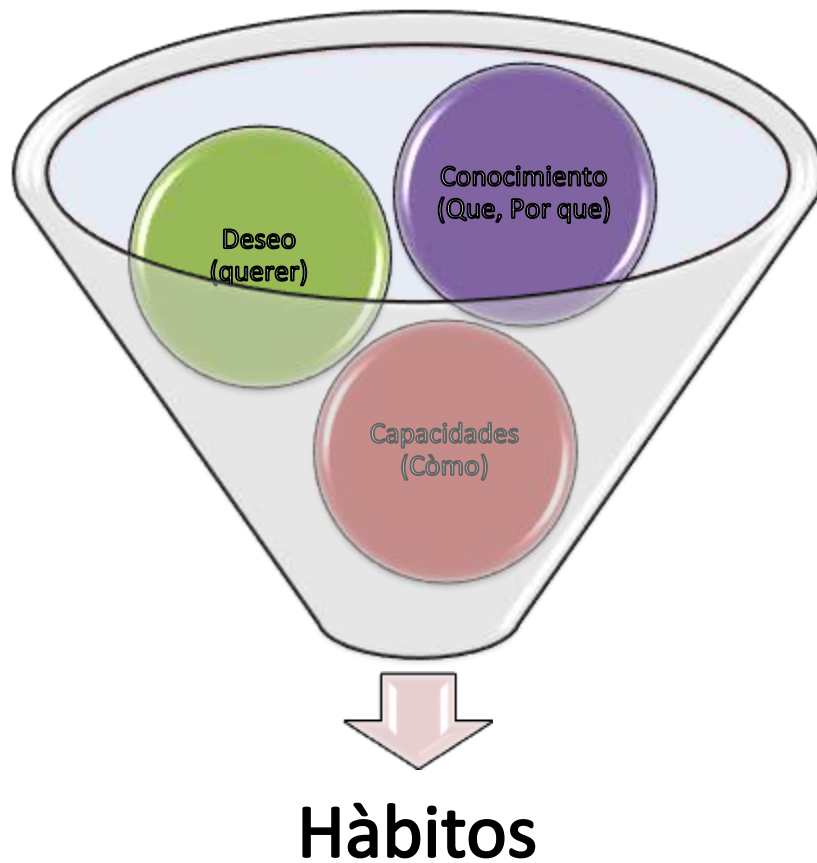 Conocimiento
(Que, Por que)
Deseo
(querer)
Capacidades
(Còmo)
Hàbitos